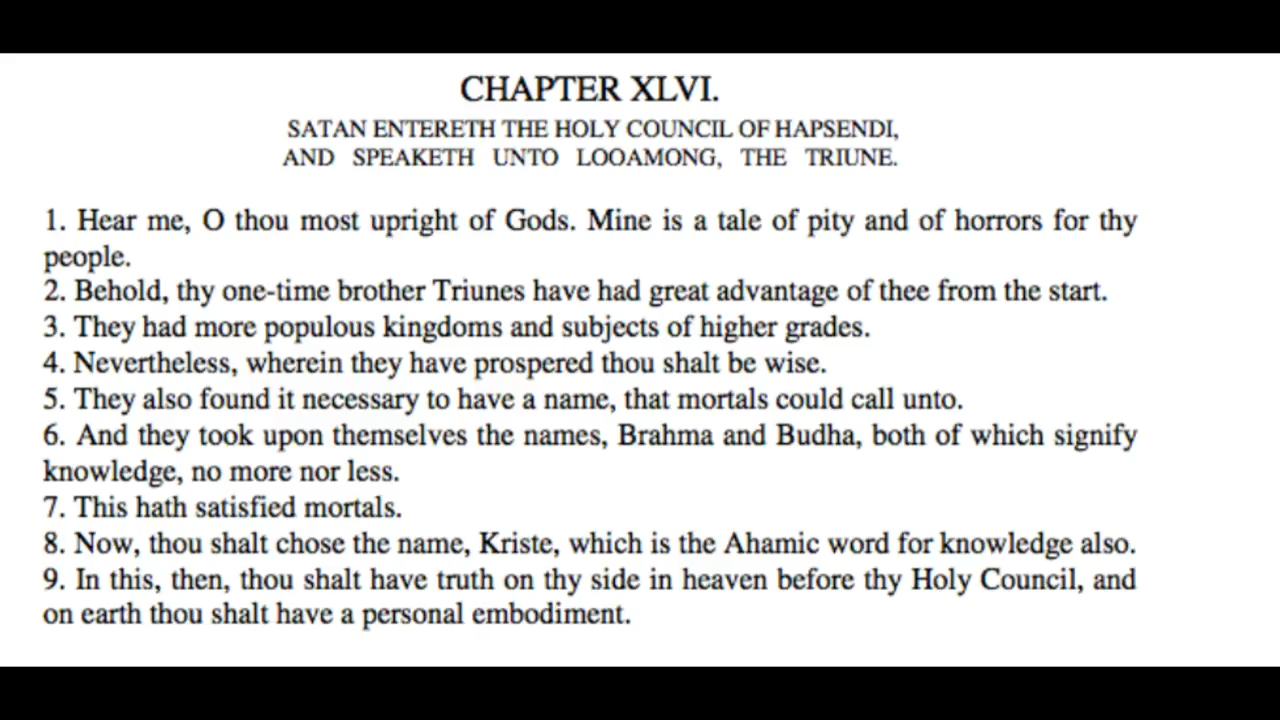 CHAPTER XLVI.
SATAN ENTERETH THE HOLY COUNCIL OF HAPSENDI,
AND SPEAKETH UNTO LOOAMONG, THE TRIUNE.
1. Hear me, O thou most upright of Gods. Mine is a tale of pity and of horrors for thy
people.
2. Behold, thy one-time brother Triunes have had great advantage of thee from the start.
3. They had more populous kingdoms and subjects of higher grades.
4. Nevertheless, wherein they have prospered thou shalt be wise.
5. They also found it necessary to have a name, that mortals could call unto.
6. And they took upon themselves the names, Brahma and Budha, both of which signify
knowledge, no more nor less.
7. This hath satisfied mortals.
8. Now, thou shalt chose the name, Kriste, which is the Ahamic word for knowledge also.
9. In this, then, thou shalt have truth on thy side in heaven before thy Holy Council, and
on earth thou shalt have a personal embodiment.